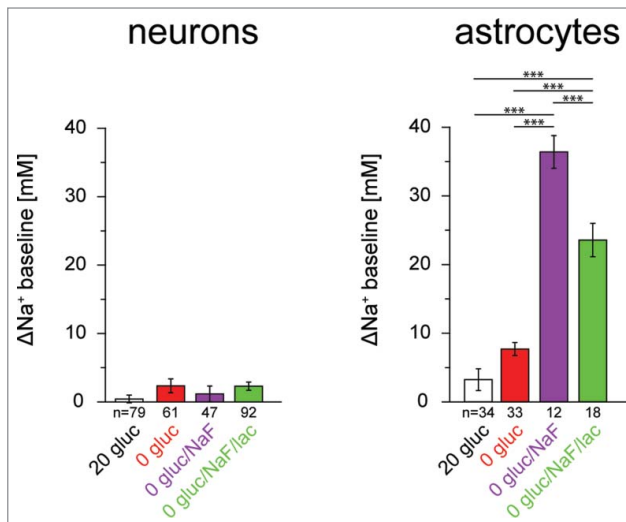 neurons
astrocytes
***
***
***
***
***
ΔNa⁺ baseline [mM]
40
30
20
10
0
n=79 61 47 92
20 gluc
0 gluc
0 gluc/NaF
0 gluc/NaF/lac
ΔNa⁺ baseline [mM]
40
30
20
10
0
n=34 33 12 18
20 gluc
0 gluc
0 gluc/NaF
0 gluc/NaF/lac